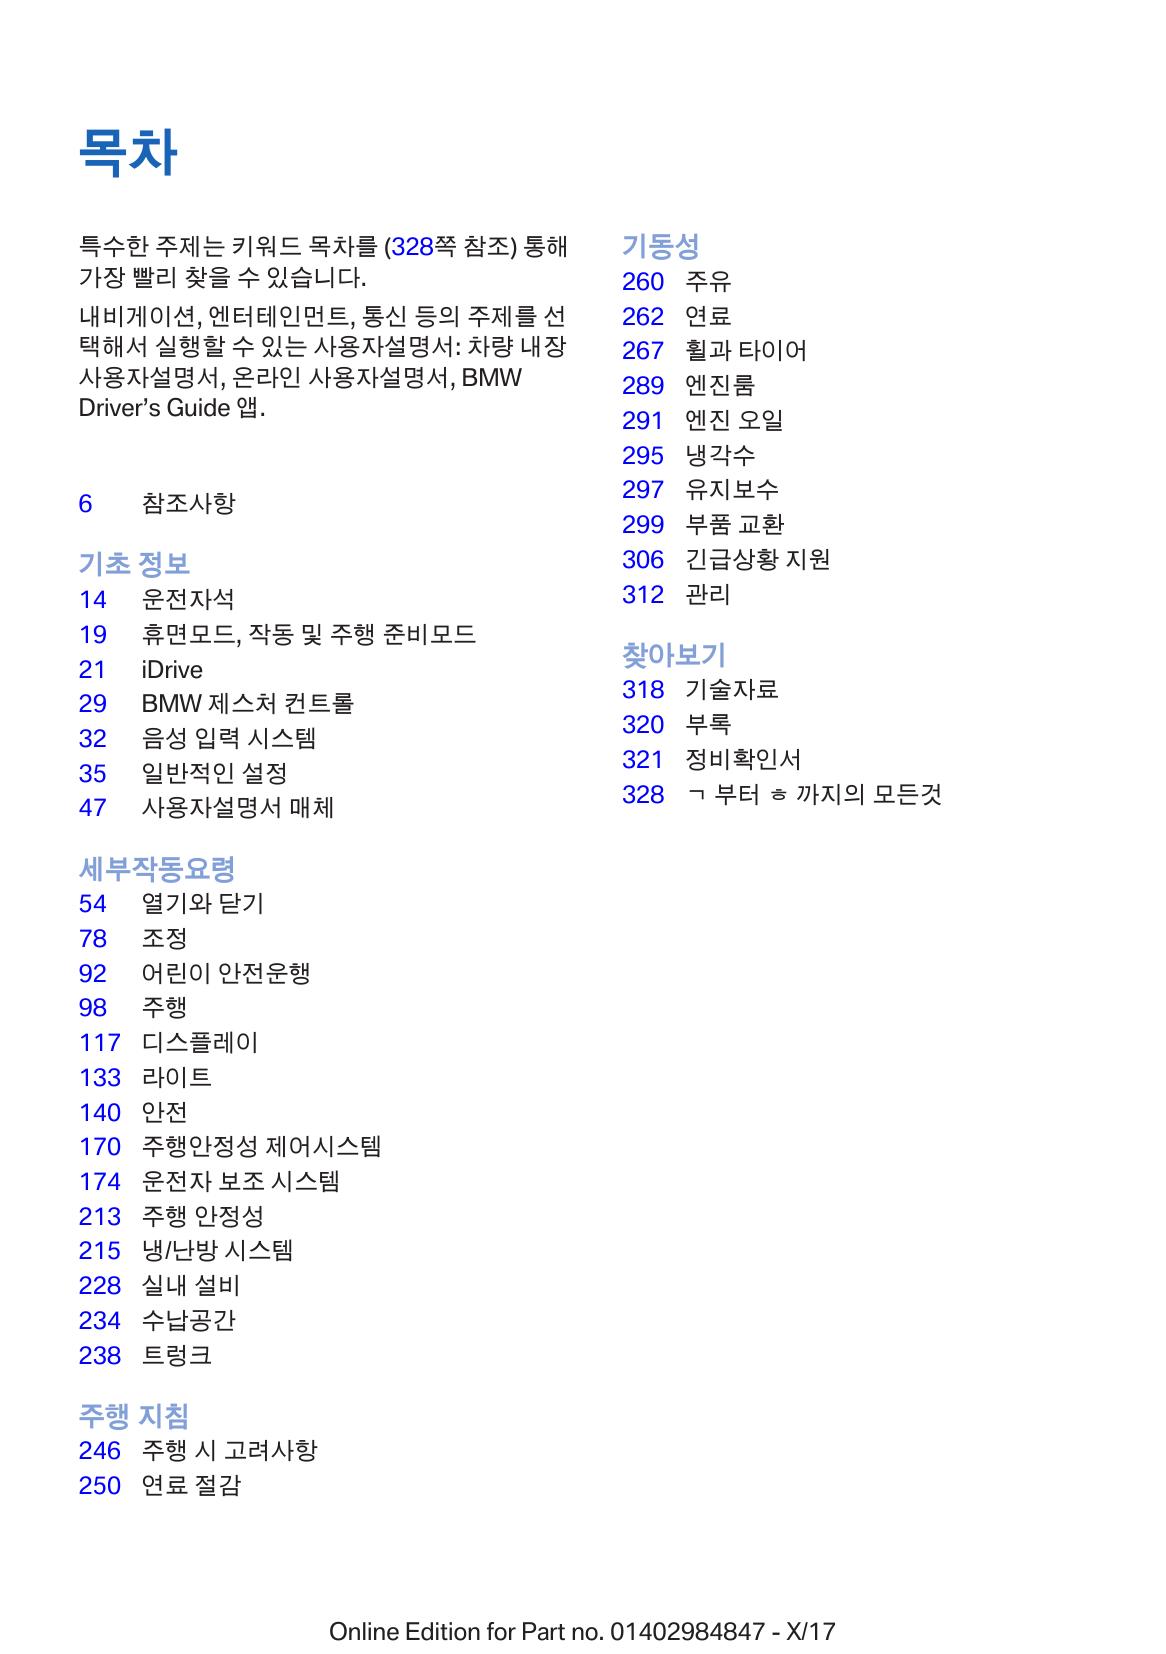 목차
특수한 주제는 키워드 목차를 (328쪽 참조) 통해
가장 빨리 찾을 수 있습니다.
내비게이션, 엔터테인먼트, 통신 등의 주제를 선
택해서 실행할 수 있는 사용자설명서: 차량 내장
사용자설명서, 온라인 사용자설명서, BMW
Driver’s Guide 앱.
6 참조사항
기초 정보
14 운전자석
19 휴면모드, 작동 및 주행 준비모드
21 iDrive
29 BMW 제스처 컨트롤
32 음성 입력 시스템
35 일반적인 설정
47 사용자설명서 매체
세부작동요령
54 열기와 닫기
78 조정
92 어린이 안전운행
98 주행
117 디스플레이
133 라이트
140 안전
170 주행안정성 제어시스템
174 운전자 보조 시스템
213 주행 안정성
215 냉/난방 시스템
228 실내 설비
234 수납공간
238 트렁크
주행 지침
246 주행 시 고려사항
250 연료 절감
기동성
260 주유
262 연료
267 휠과 타이어
289 엔진룸
291 엔진 오일
295 냉각수
297 유지보수
299 부품 교환
306 긴급상황 지원
312 관리
찾아보기
318 기술자료
320 부록
321 정비확인서
328 ㄱ 부터 ㅎ 까지의 모든것
Online Edition for Part no. 01402984847 - X/17